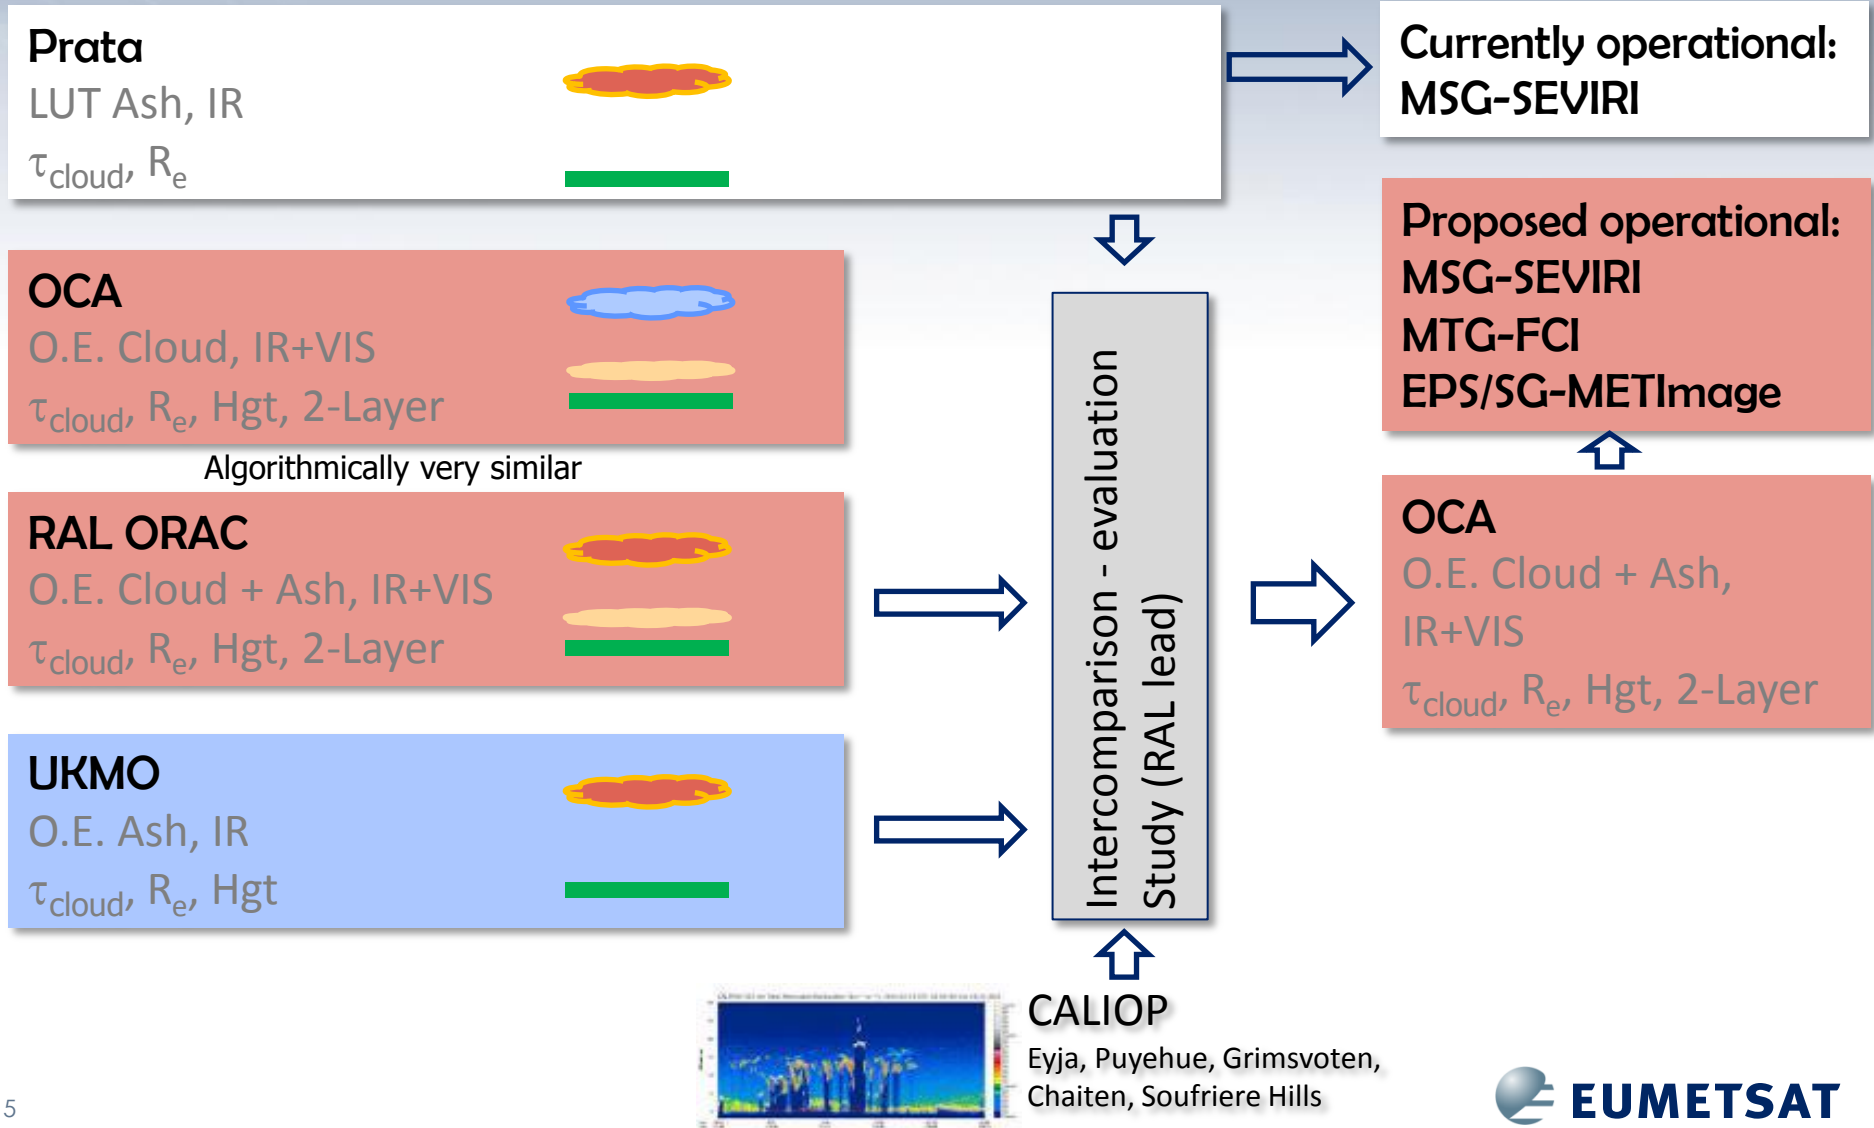 Prata
LUT Ash, IR
τcloud, Re
Currently operational:
MSG-SEVIRI
Proposed operational:
MSG-SEVIRI
MTG-FCI
EPS/SG-METImage
OCA
O.E. Cloud, IR+VIS
τcloud, Re, Hgt, 2-Layer
Algorithmically very similar
RAL ORAC
O.E. Cloud + Ash, IR+VIS
τcloud, Re, Hgt, 2-Layer
UKMO
O.E. Ash, IR
τcloud, Re, Hgt
Intercomparison - evaluation
Study (RAL lead)
OCA
O.E. Cloud + Ash,
IR+VIS
τcloud, Re, Hgt, 2-Layer
CALIOP
Eyja, Puyehue, Grimsvoten,
Chaiten, Soufriere Hills
5
EUMETSAT